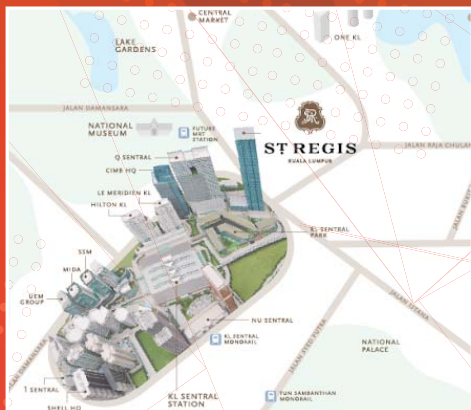 CENTRAL
MARKET
ONE KL
LAKE
GARDENS
JALAN DAMANSARA
NATIONAL
MUSEUM
FUTURE
MRT
STATION
ST REGIS
KUALA LUMPUR
JALAN RAJA CHULAN
Q SENTRAL
CIMB HQ
LE MERIDIEN KL
HILTON KL
KL SENTRAL
PARK
SSM
MIDA
UEM
GROUP
JALAN ISTANA
NU SENTRAL
KL SENTRAL
MONORAIL
NATIONAL
PALACE
JALAN DAMANSARA
1 SENTRAL
SHELL HQ
KL SENTRAL
STATION
TUN SAMBANTHAN
MONORAIL